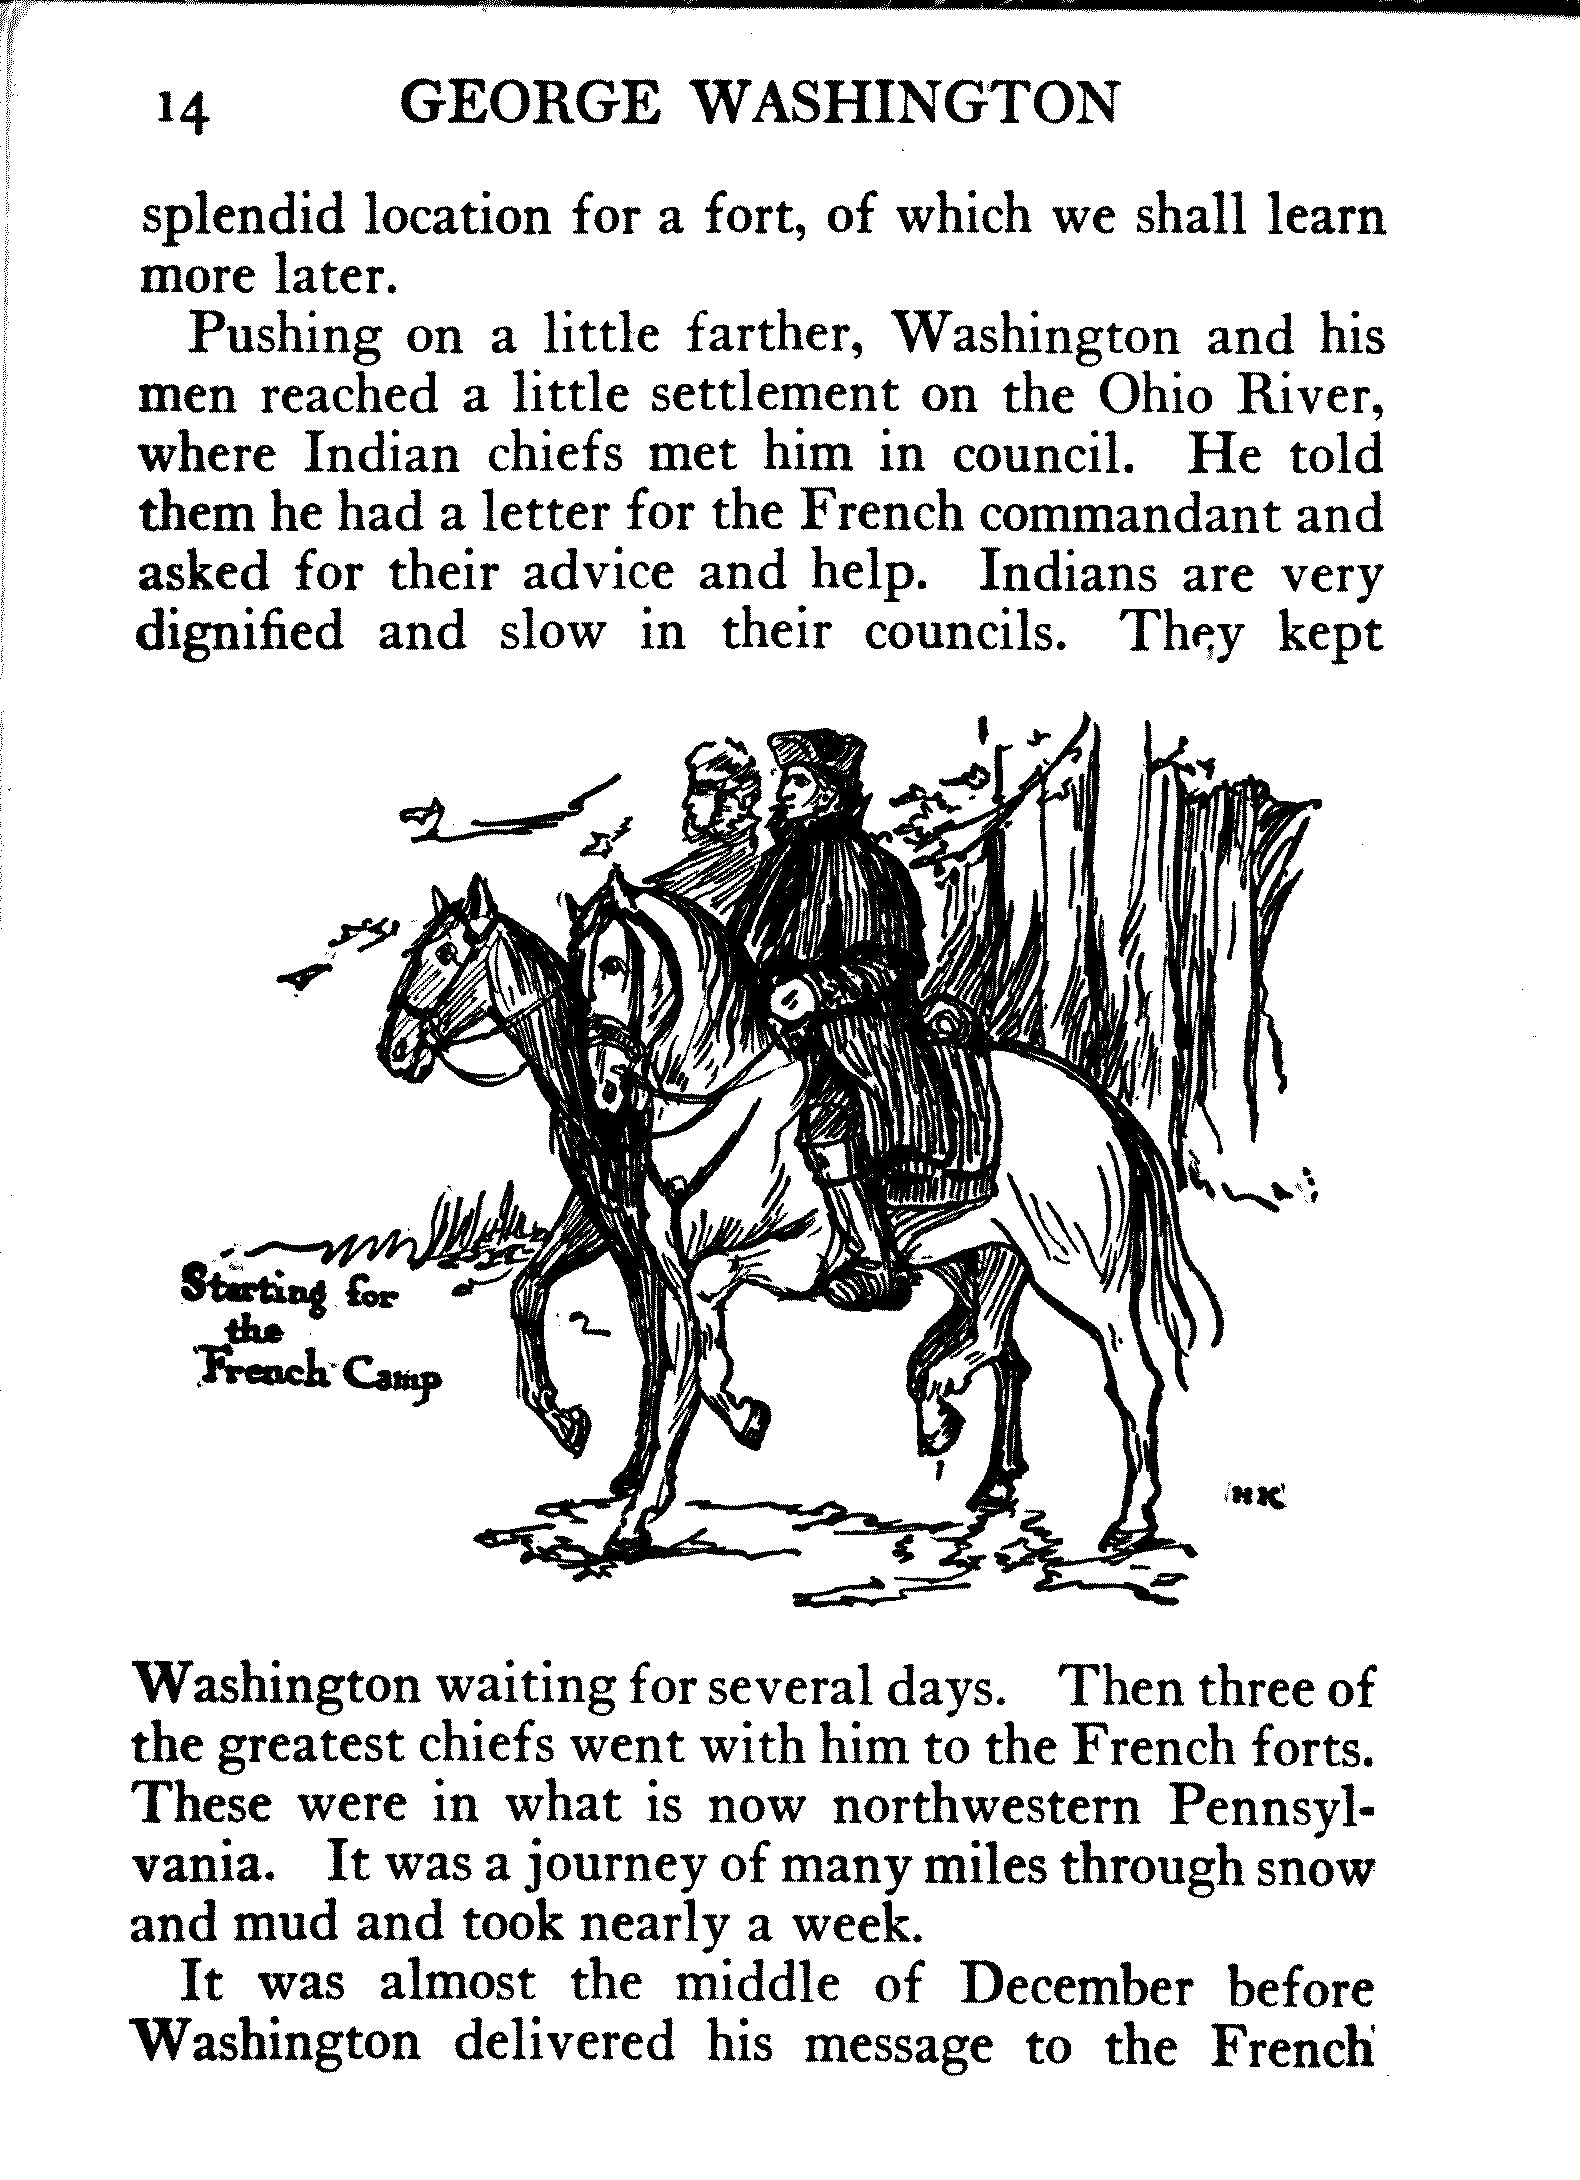 14 GEORGE WASHINGTON
splendid location for a fort, of which we shall learn
more later.
Pushing on a little farther, Washington and his
men reached a little settlement on the Ohio River,
where Indian chiefs met him in council. He told
them he had a letter for the French commandant and
asked for their advice and help. Indians are very
dignified and slow in their councils. They kept
Starting for
the
French Camp
HK
Washington waiting for several days. Then three of
the greatest chiefs went with him to the French forts.
These were in what is now northwestern Pennsyl-
vania. It was a journey of many miles through snow
and mud and took nearly a week.
It was almost the middle of December before
Washington delivered his message to the French